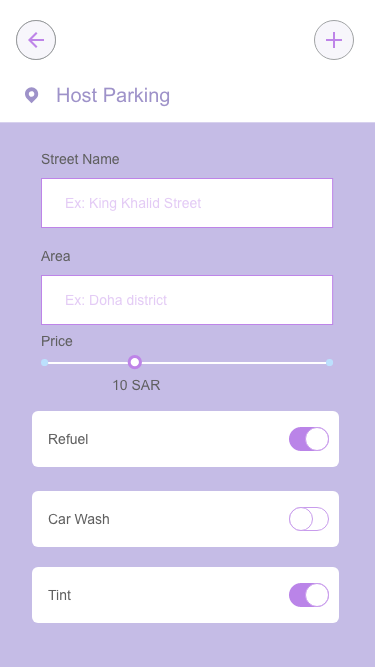 Host Parking
Street Name
Ex: King Khalid Street
Area
Ex: Doha district
Price
10 SAR
Refuel
Car Wash
Tint